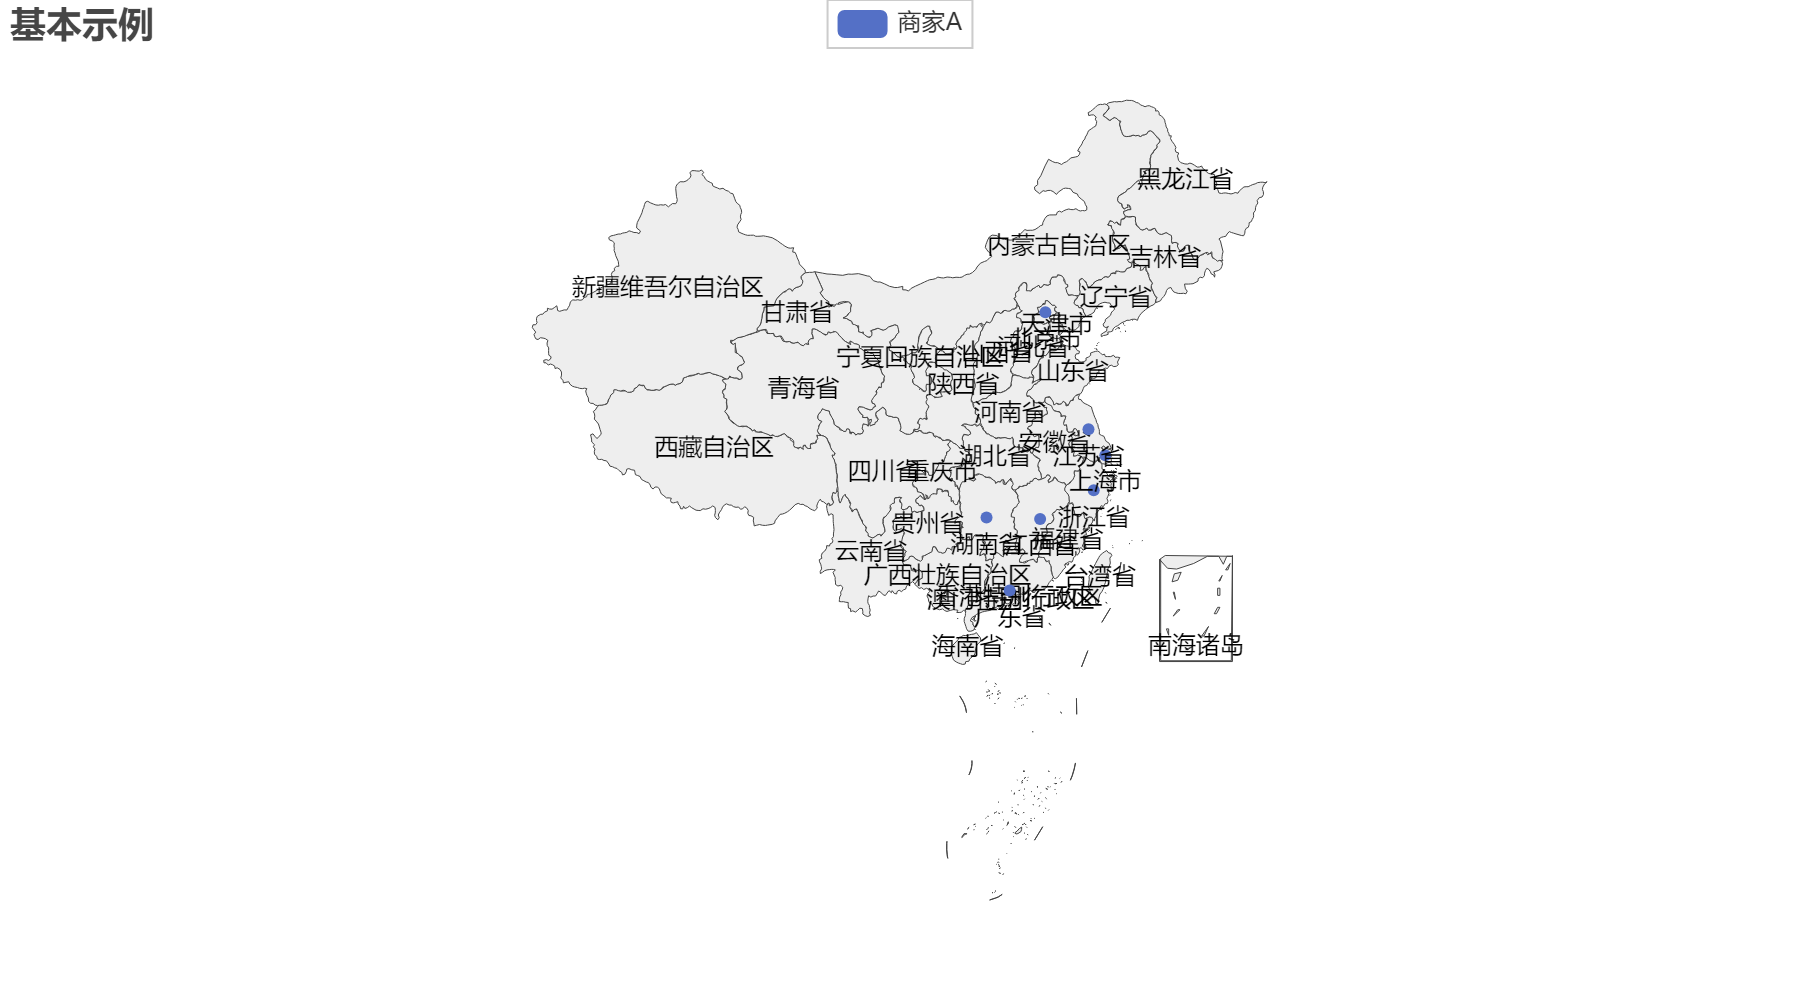 基本示例
商家A
黑龙江省
内蒙古自治区
吉林省
新疆维吾尔自治区
辽宁省
甘肃省
天津市
北京市
河北省
山西省
宁夏回族自治区
山东省
陕西省
青海省
河南省
安徽省
西藏自治区
湖北省
江苏省
四川省
重庆市
上海市
浙江省
贵州省
福建省
湖南省
江西省
云南省
广西壮族自治区
台湾省
香港特别行政区
澳门特别行政区
广东省
海南省
南海诸岛